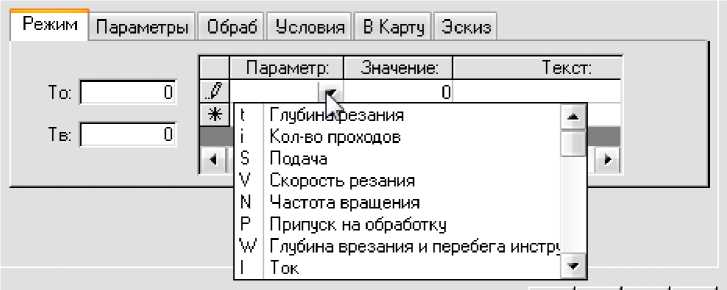 Режим Параметры Обраб Условия В Карту Эскиз
Параметр: Значение: Текст:
То: 0 0
t Глубина резания
Тв: 0 i Кол-во проходов
S Подача
V Скорость резания
N Частота вращения
P Припуск на обработку
W Глубина врезания и перебега инстру
I Ток